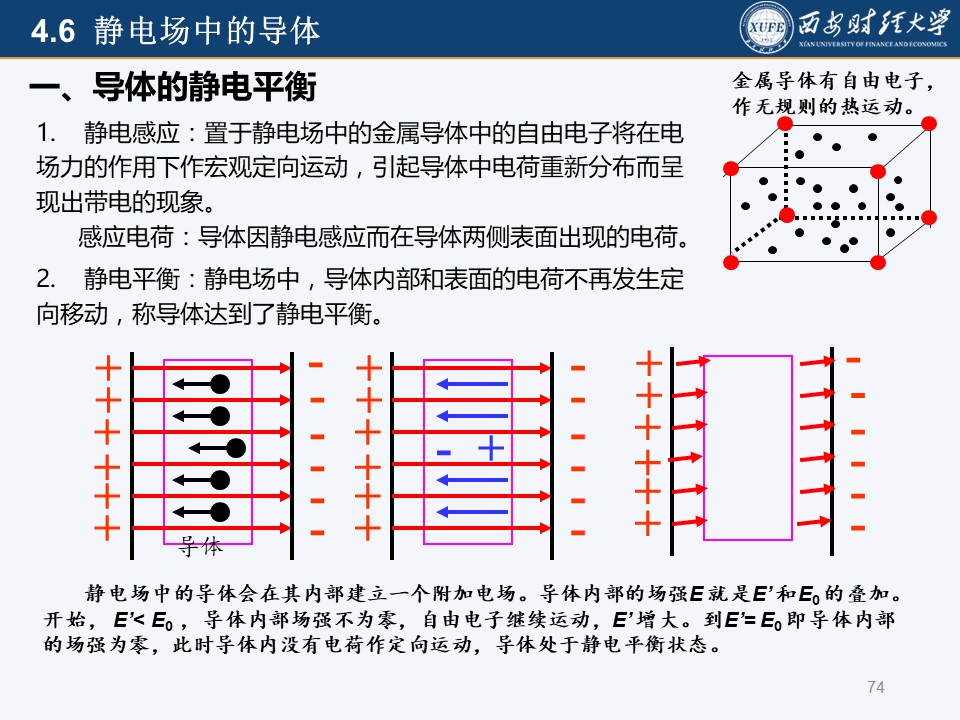 4.6 静电场中的导体
XUFE
西安财经大学
XI'AN UNIVERSITY OF FINANCE AND ECONOMICS
一、导体的静电平衡
金属导体有自由电子，
作无规则的热运动。
1. 静电感应：置于静电场中的金属导体中的自由电子将在电
场力的作用下作宏观定向运动，引起导体中电荷重新分布而呈
现出带电的现象。
感应电荷：导体因静电感应而在导体两侧表面出现的电荷。
2. 静电平衡：静电场中，导体内部和表面的电荷不再发生定
向移动，称导体达到了静电平衡。
+ - + - + -
+ - + - + -
+ - + - + -
- +
+ - + - + -
+ - + - + -
+ - + - + -
导体
静电场中的导体会在其内部建立一个附加电场。导体内部的场强E 就是E’和E0 的叠加。
开始， E’< E0 ，导体内部场强不为零，自由电子继续运动，E’增大。到E’= E0 即导体内部
的场强为零，此时导体内没有电荷作定向运动，导体处于静电平衡状态。
74